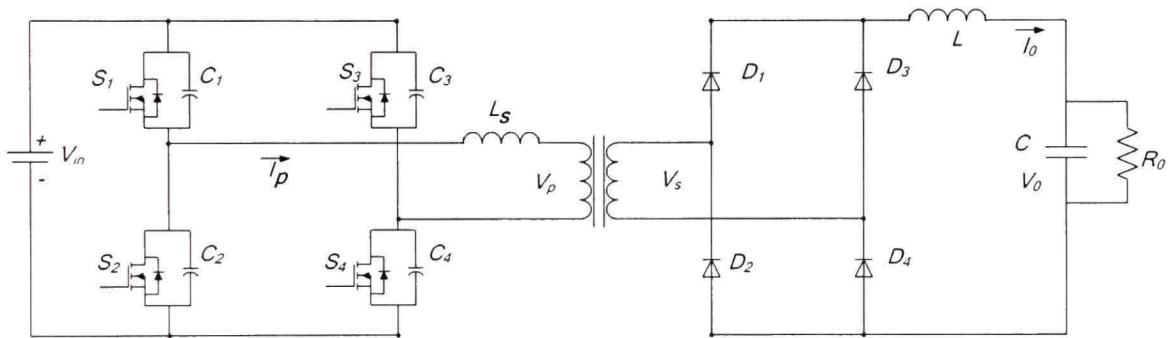 L
I₀
S₁
C₁
S₃
C₃
D₁
D₃
Lₛ
+
Vᵢₙ
-
Iₚ
Vₚ
Vₛ
C
V₀
R₀
S₂
C₂
S₄
C₄
D₂
D₄